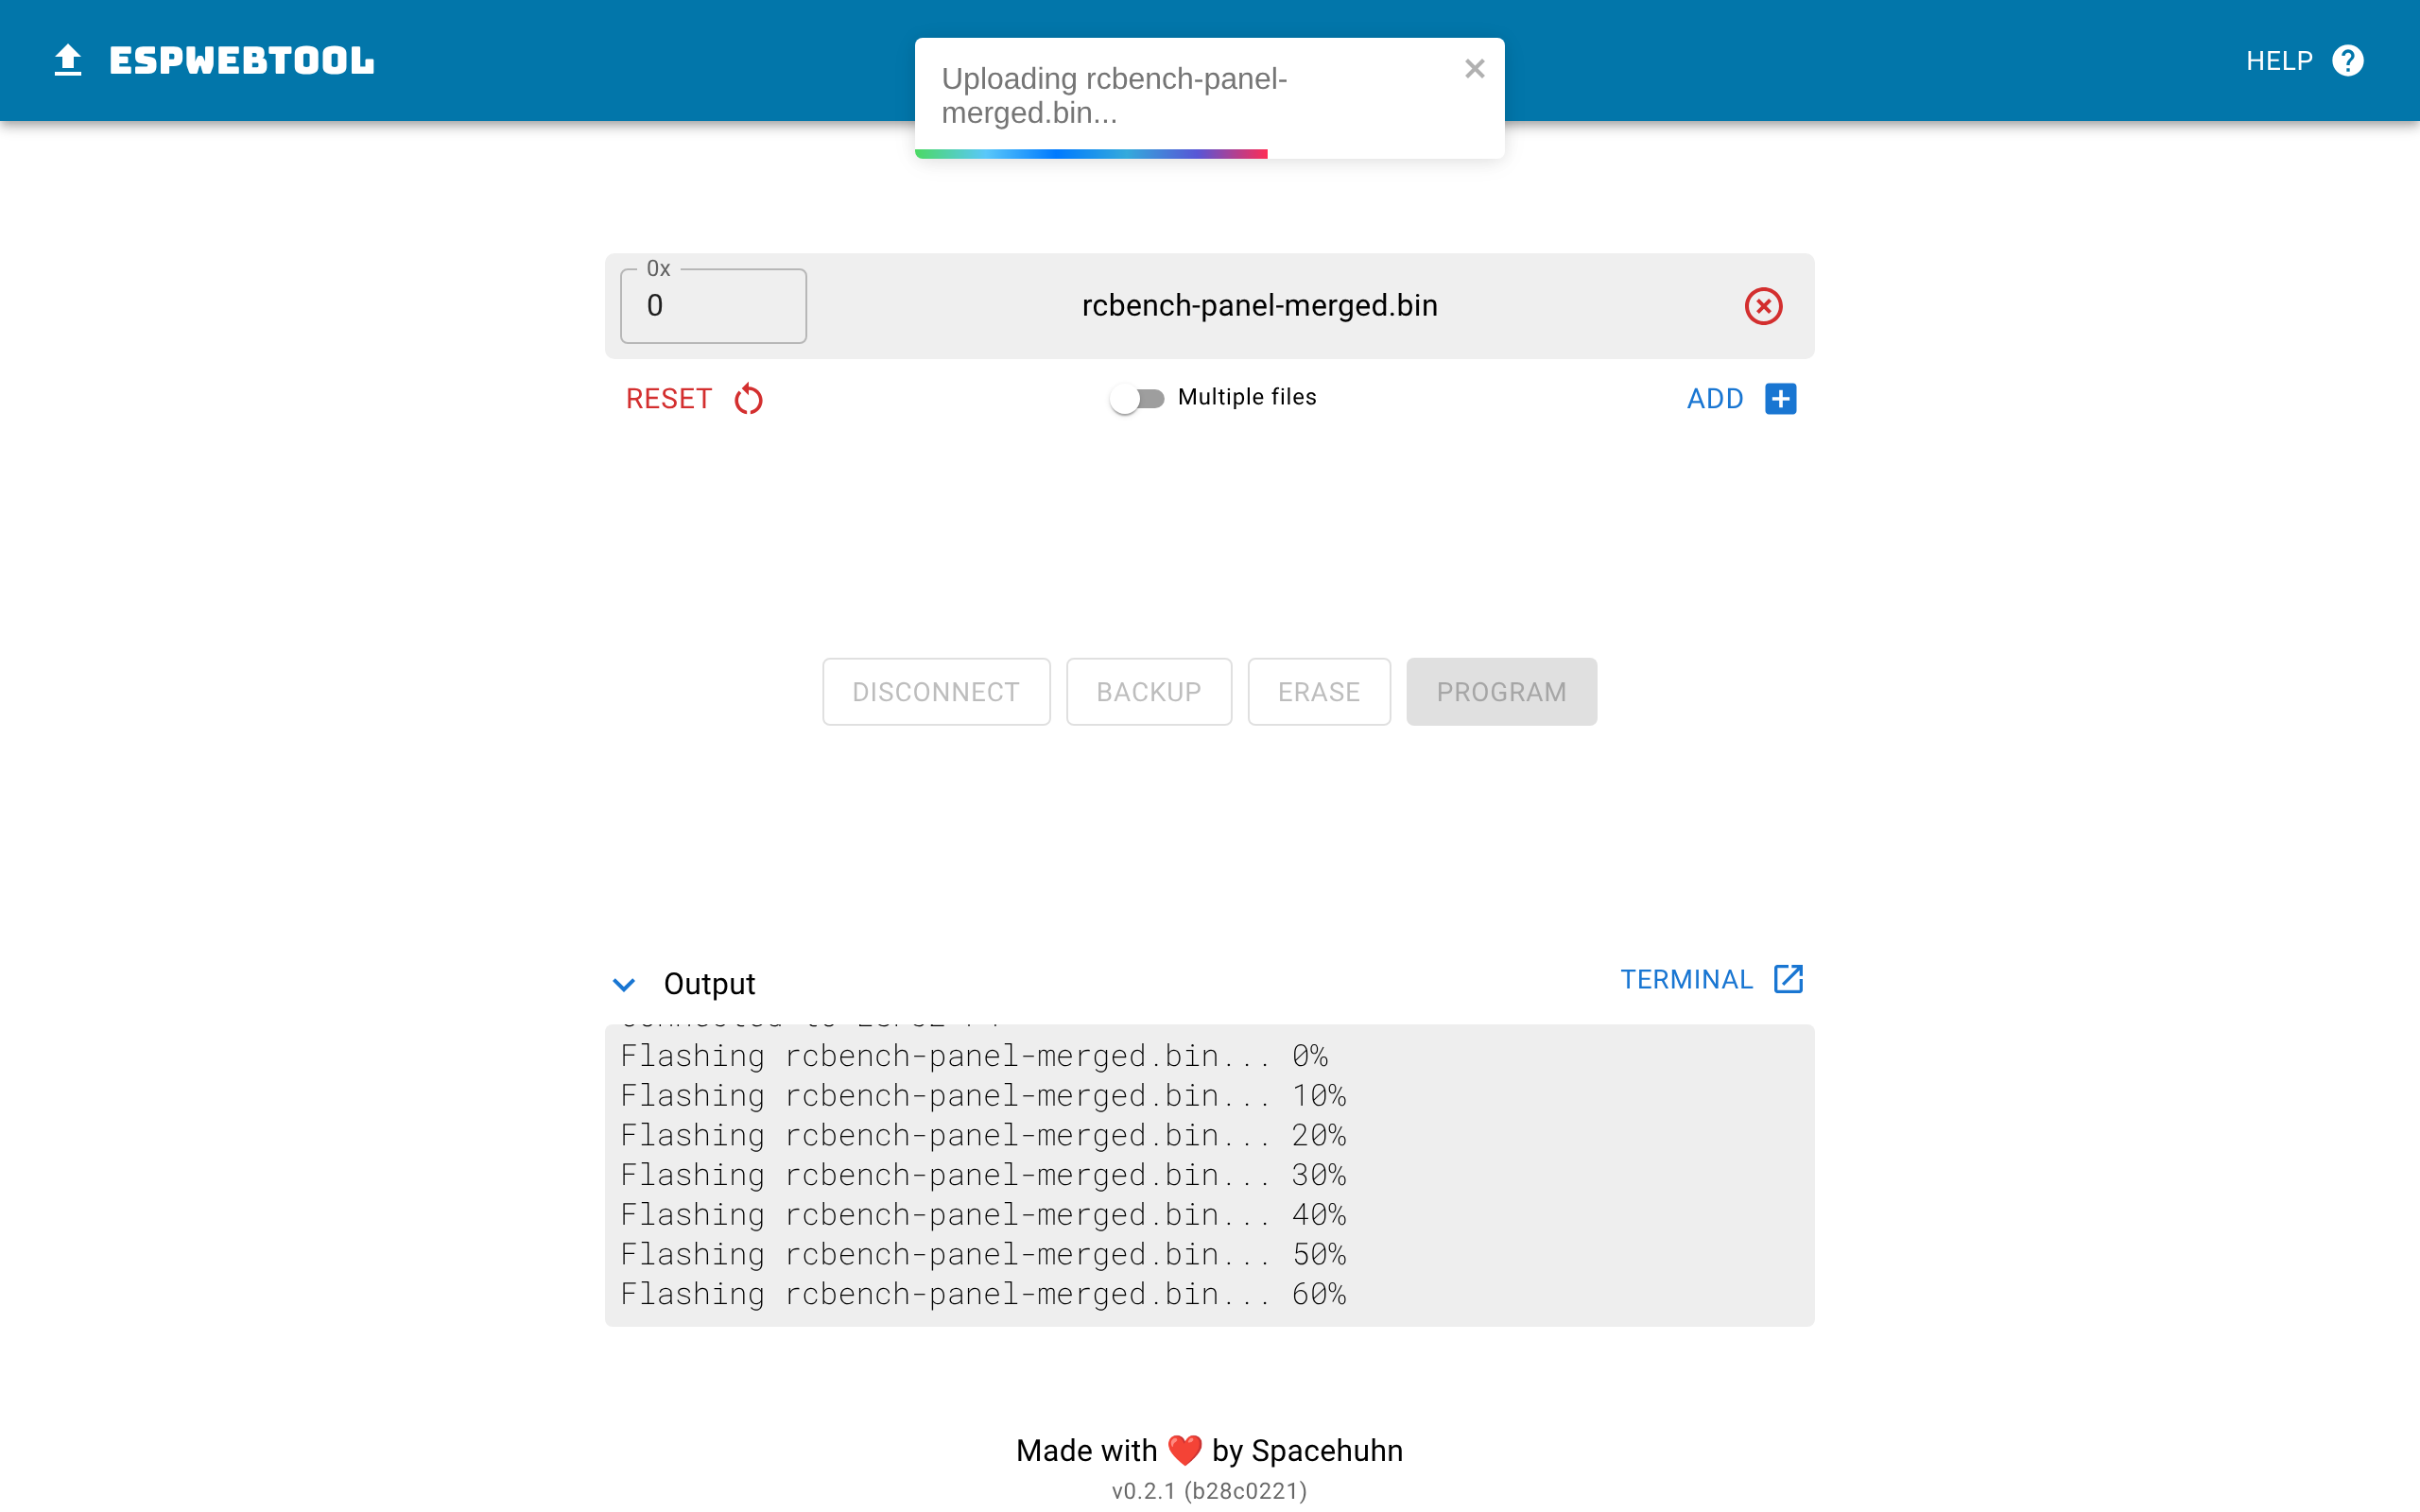 ESPWEBTOOL
HELP
Uploading rcbench-panel-
merged.bin...
0x
0
rcbench-panel-merged.bin
RESET
Multiple files
ADD
DISCONNECT
BACKUP
ERASE
PROGRAM
Output
TERMINAL
Flashing rcbench-panel-merged.bin... 0%
Flashing rcbench-panel-merged.bin... 10%
Flashing rcbench-panel-merged.bin... 20%
Flashing rcbench-panel-merged.bin... 30%
Flashing rcbench-panel-merged.bin... 40%
Flashing rcbench-panel-merged.bin... 50%
Flashing rcbench-panel-merged.bin... 60%
Made with ❤️ by Spacehuhn
v0.2.1 (b28c0221)